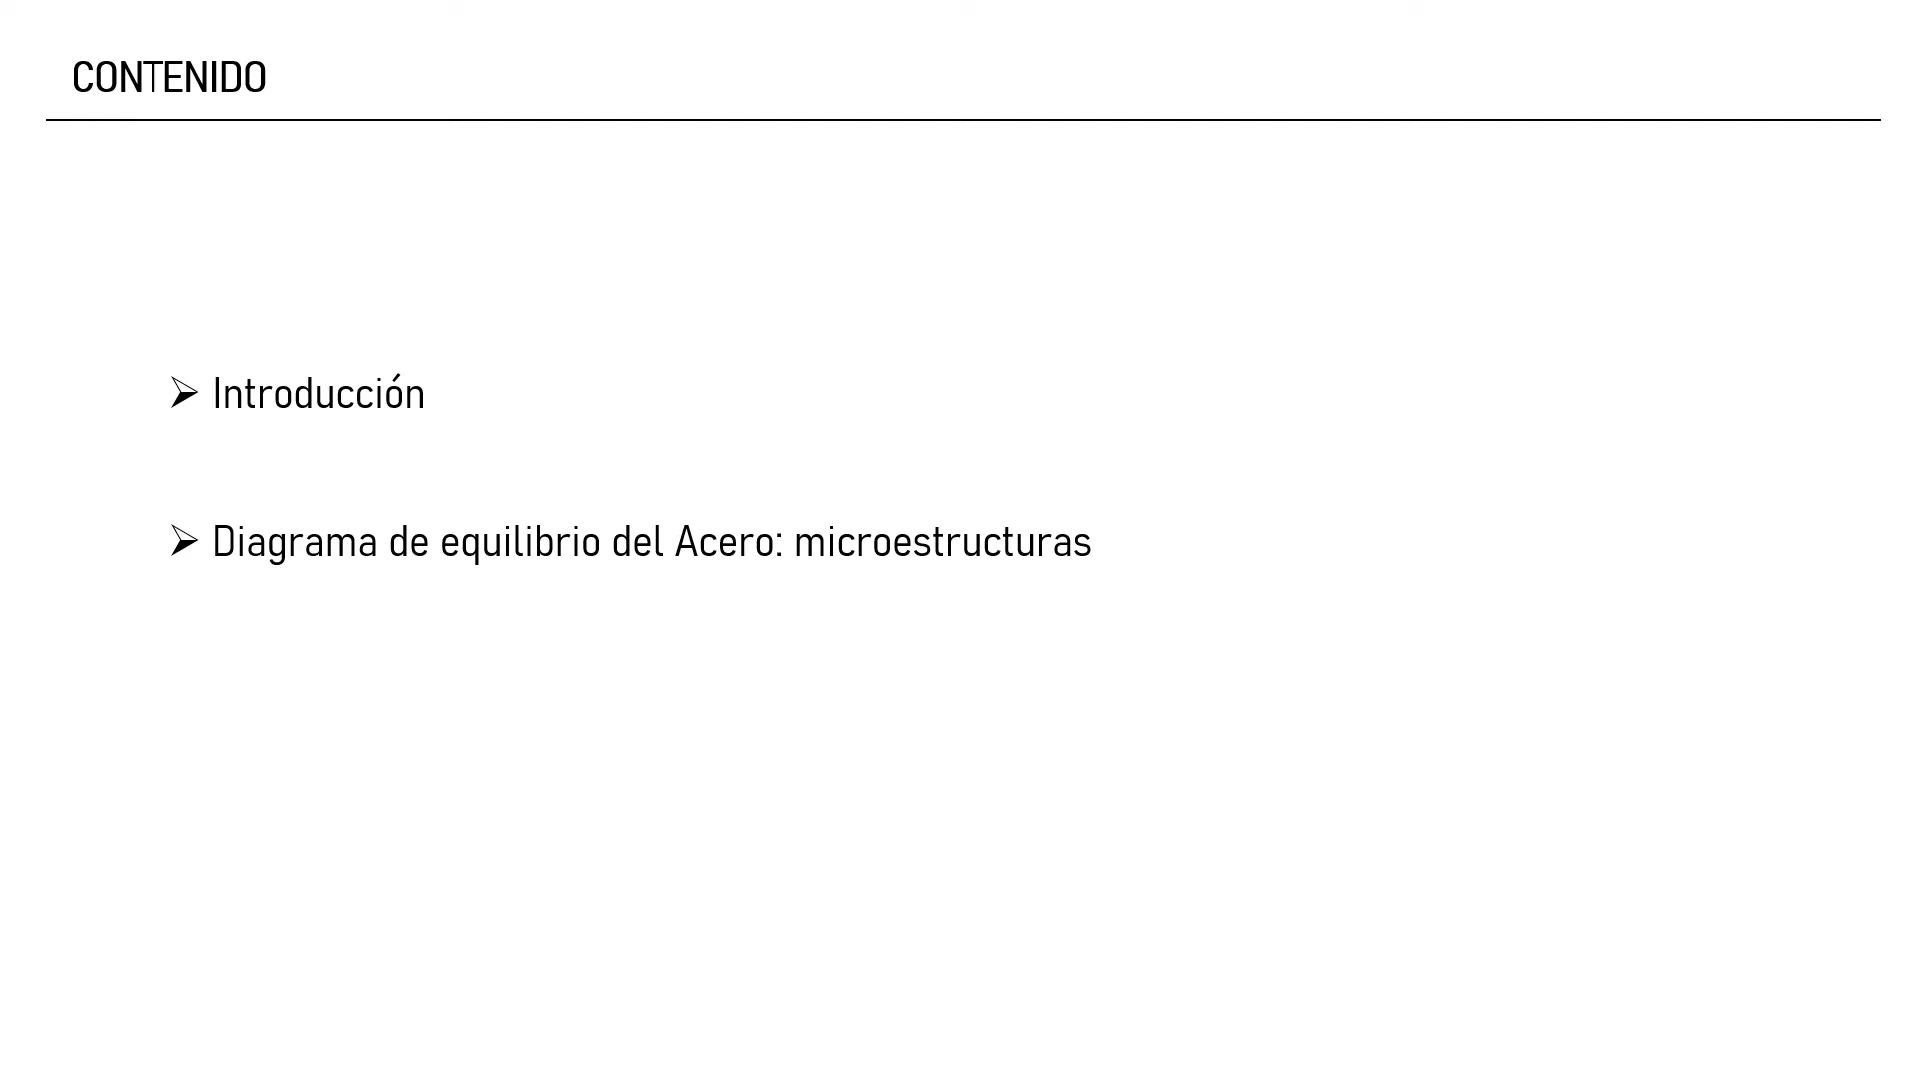 CONTENIDO
➢ Introducción
➢ Diagrama de equilibrio del Acero: microestructuras